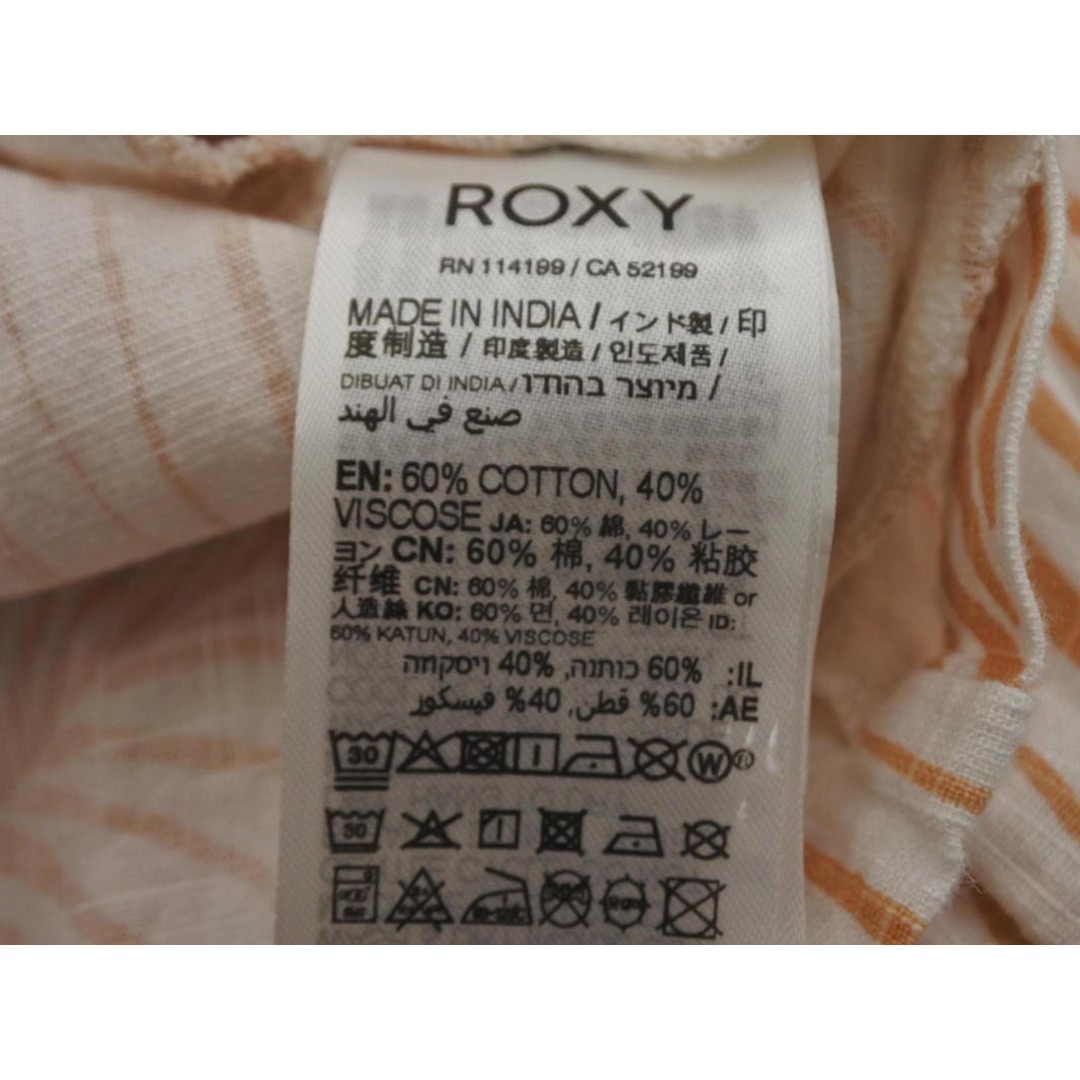 ROXY
RN 114199 / CA 52199
MADE IN INDIA / インド製 / 印
度制造 / 印度製造 / 인도제품 /
DIBUAT DI INDIA / מיוצר בהודו /
صنع في الهند
EN: 60% COTTON, 40%
VISCOSE JA: 60% 綿, 40% レー
ヨン CN: 60% 棉, 40% 粘胶
纤维 CN: 60% 棉, 40% 黏膠纖維 or
人造絲 KO: 60% 면, 40% 레이온 ID:
60% KATUN, 40% VISCOSE
IL: 60% כותנה, 40% ויסקוזה
AE: 60% قطن, 40% فيسكوز
30 W